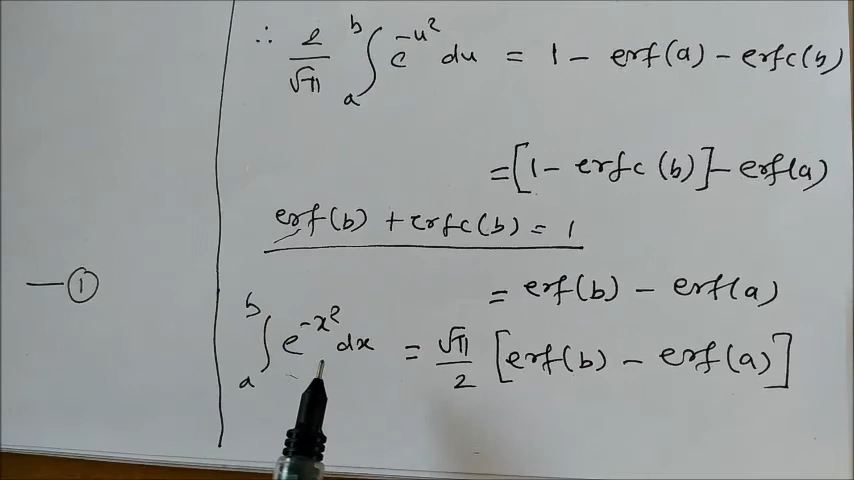 ∴ 2/√π ∫_a^b e^{-u²} du = 1 - erf(a) - erfc(b)
= [1 - erfc(b)] - erf(a)
erf(b) + erfc(b) = 1
— ①
= erf(b) - erf(a)
∫_a^b e^{-x²} dx = √π/2 [erf(b) - erf(a)]